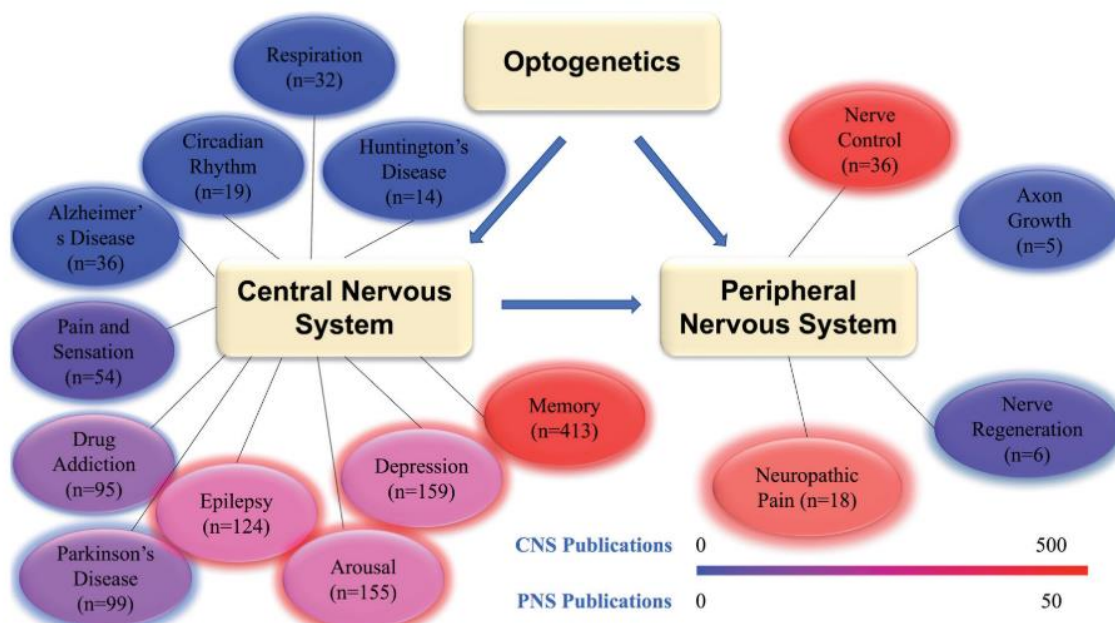 Optogenetics
Respiration
(n=32)
Circadian
Rhythm
(n=19)
Huntington's
Disease
(n=14)
Alzheimer'
s Disease
(n=36)
Central Nervous
System
Pain and
Sensation
(n=54)
Drug
Addiction
(n=95)
Parkinson's
Disease
(n=99)
Epilepsy
(n=124)
Arousal
(n=155)
Depression
(n=159)
Memory
(n=413)
Nerve
Control
(n=36)
Axon
Growth
(n=5)
Peripheral
Nervous System
Nerve
Regeneration
(n=6)
Neuropathic
Pain (n=18)
CNS Publications 0 500
PNS Publications 0 50